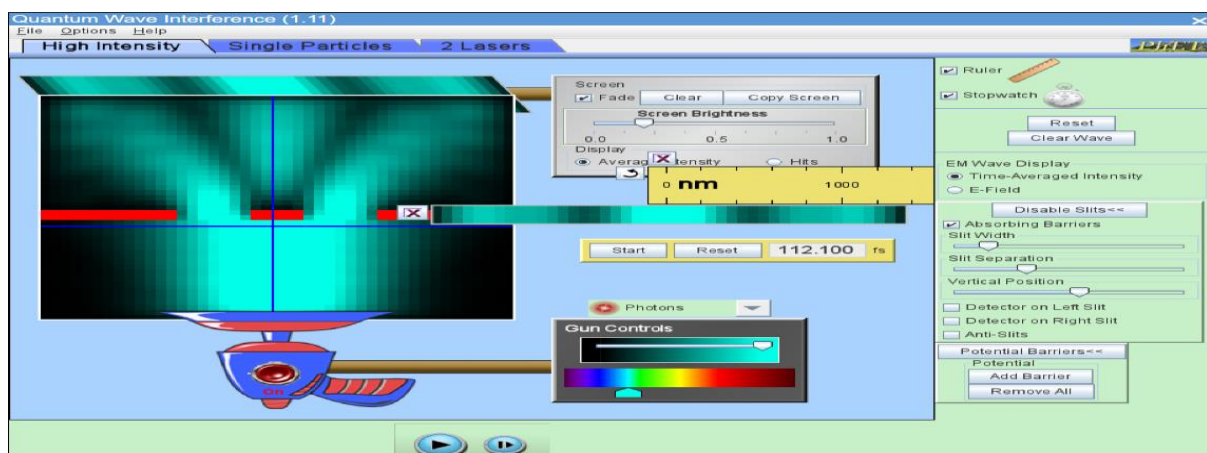 Quantum Wave Interference (1.11)
File Options Help
High Intensity Single Particles 2 Lasers
Screen
Fade Clear Copy Screen
Screen Brightness
0.0 0.5 1.0
Display
Hits
0 nm 1000
Start Reset 112.100 fs
Photons
Gun Controls
On
Ruler
Stopwatch
Reset
Clear Wave
EM Wave Display
Time-Averaged Intensity
E-Field
Disable Slits<<
Absorbing Barriers
Slit Width
Slit Separation
Vertical Position
Detector on Left Slit
Detector on Right Slit
Anti-Slits
Potential Barriers<<
Potential
Add Barrier
Remove All